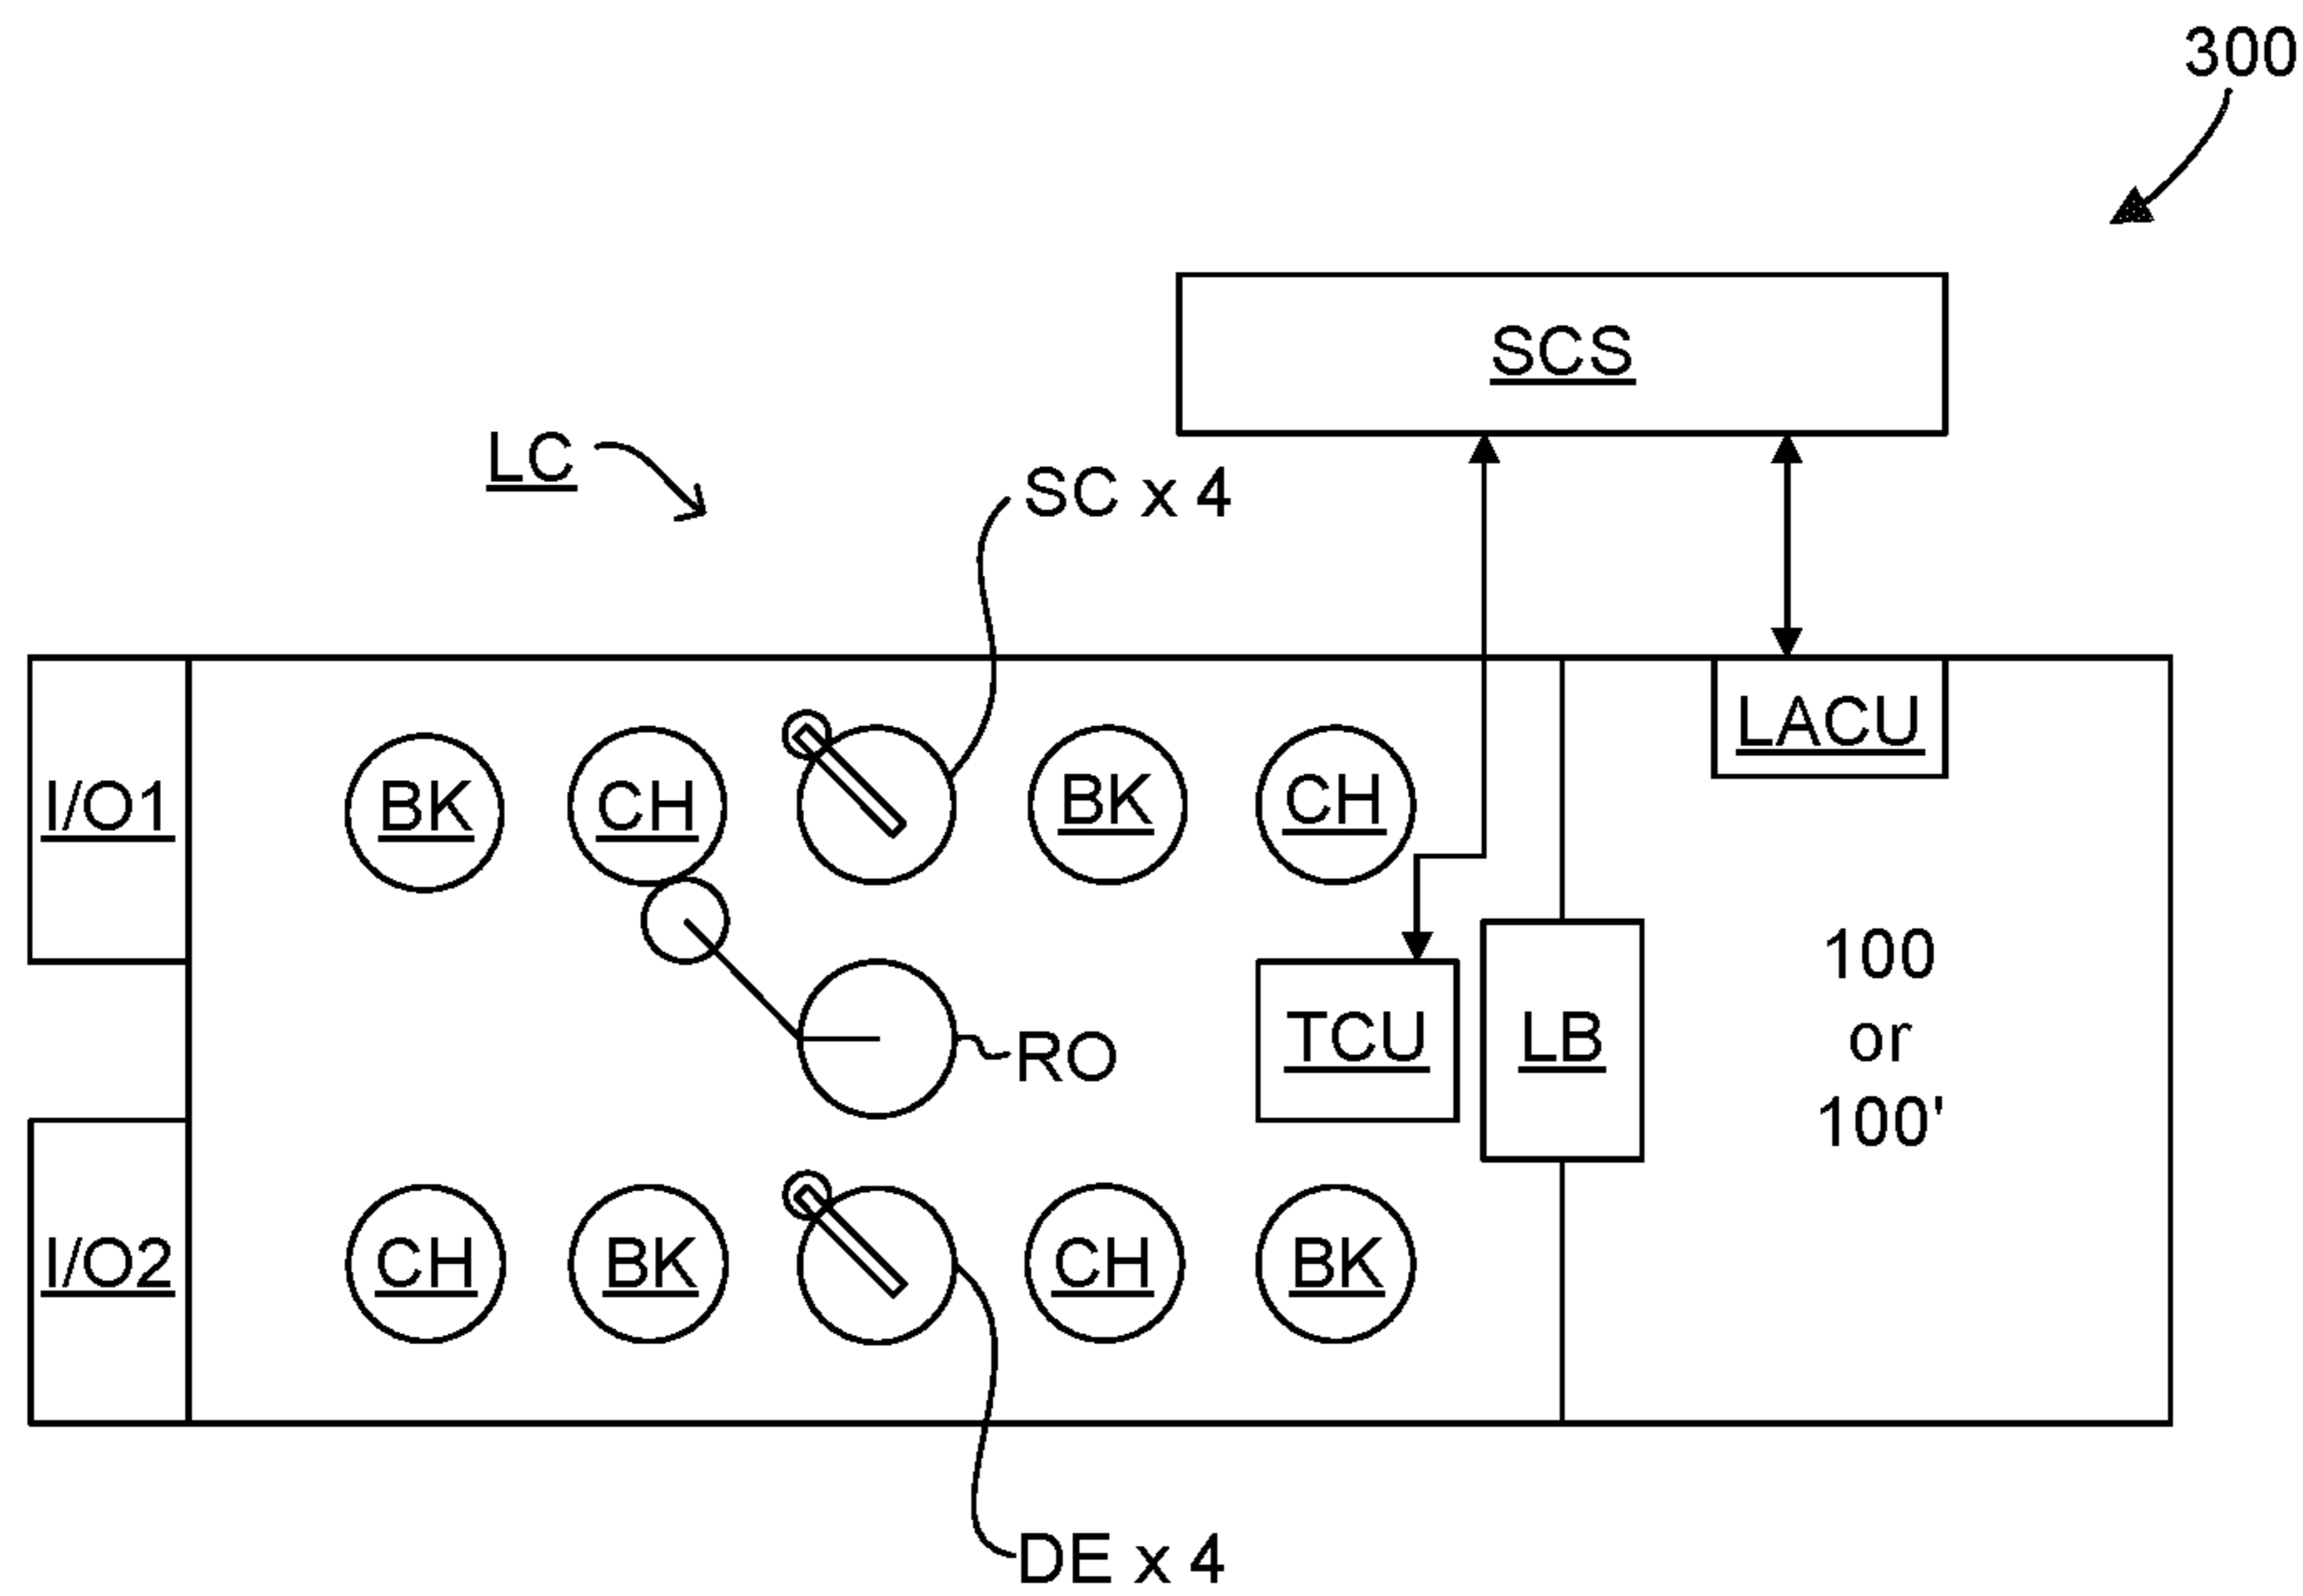 300
SCS
LC
SC x 4
LACU
I/O1
BK
CH
BK
CH
100
or
100'
TCU
LB
RO
I/O2
CH
BK
CH
BK
DE x 4